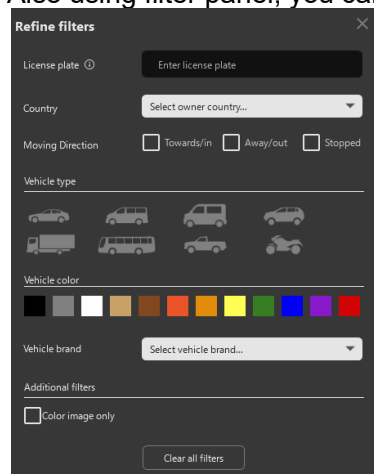 Also using filter panel, you ca
Refine filters
License plate
Enter license plate
Country
Select owner country...
Moving Direction
Towards/in
Away/out
Stopped
Vehicle type
Vehicle color
Vehicle brand
Select vehicle brand...
Additional filters
Color image only
Clear all filters